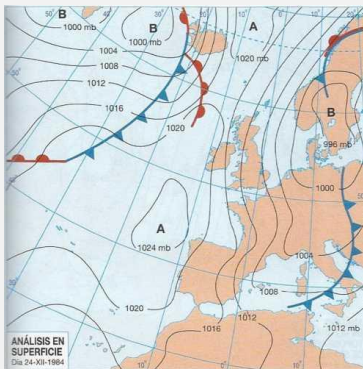 B
1000 mb
B
1000 mb
A
1020 mb
1004
1008
1012
1016
1020
B
996 mb
1000
A
1024 mb
1004
1008
1020
1016
1012
1012 mb
ANÁLISIS EN
SUPERFICIE
Día 24-XII-1984